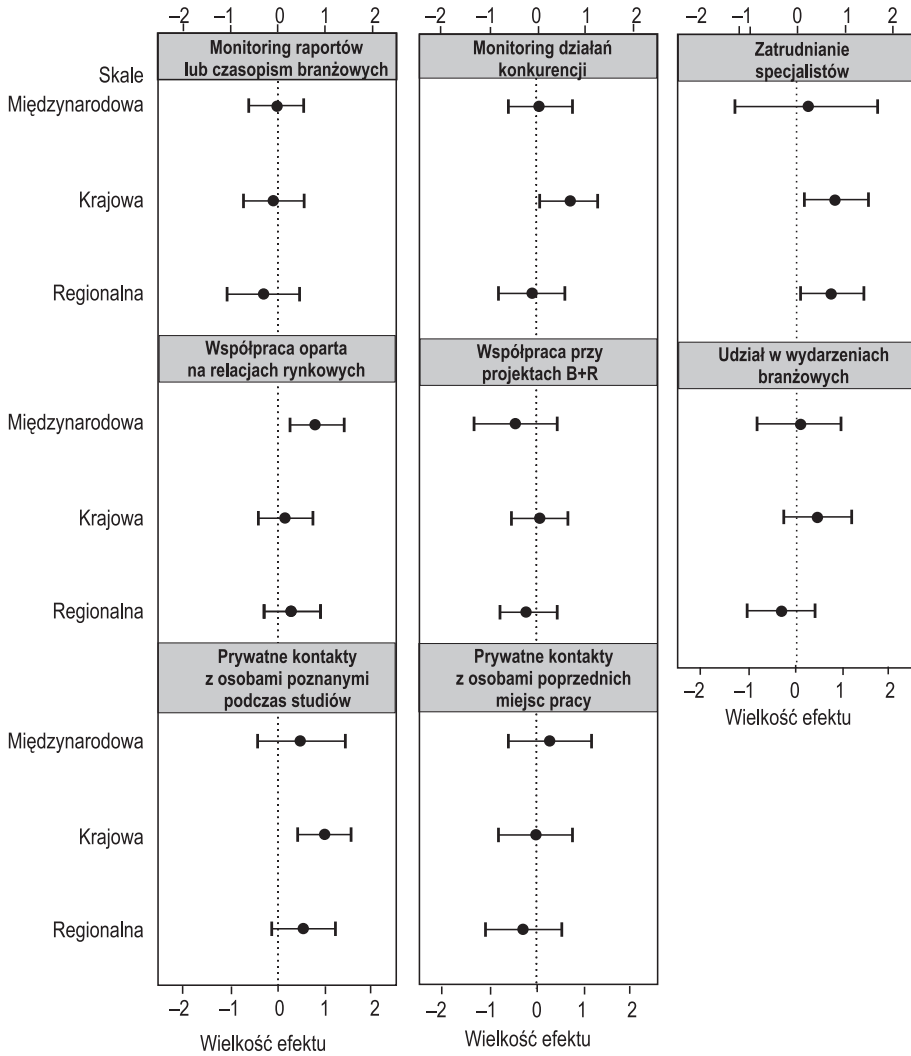 –2 –1 0 1 2
–2 –1 0 1 2
–2 –1 0 1 2
Skale
Monitoring raportów
lub czasopism branżowych
Monitoring działań
konkurencji
Zatrudnianie
specjalistów
Międzynarodowa
Krajowa
Regionalna
Współpraca oparta
na relacjach rynkowych
Współpraca przy
projektach B+R
Udział w wydarzeniach
branżowych
Międzynarodowa
Krajowa
Regionalna
Prywatne kontakty
z osobami poznanymi
podczas studiów
Prywatne kontakty
z osobami poprzednich
miejsc pracy
–2 –1 0 1 2
Wielkość efektu
Międzynarodowa
Krajowa
Regionalna
–2 –1 0 1 2
Wielkość efektu
–2 –1 0 1 2
Wielkość efektu